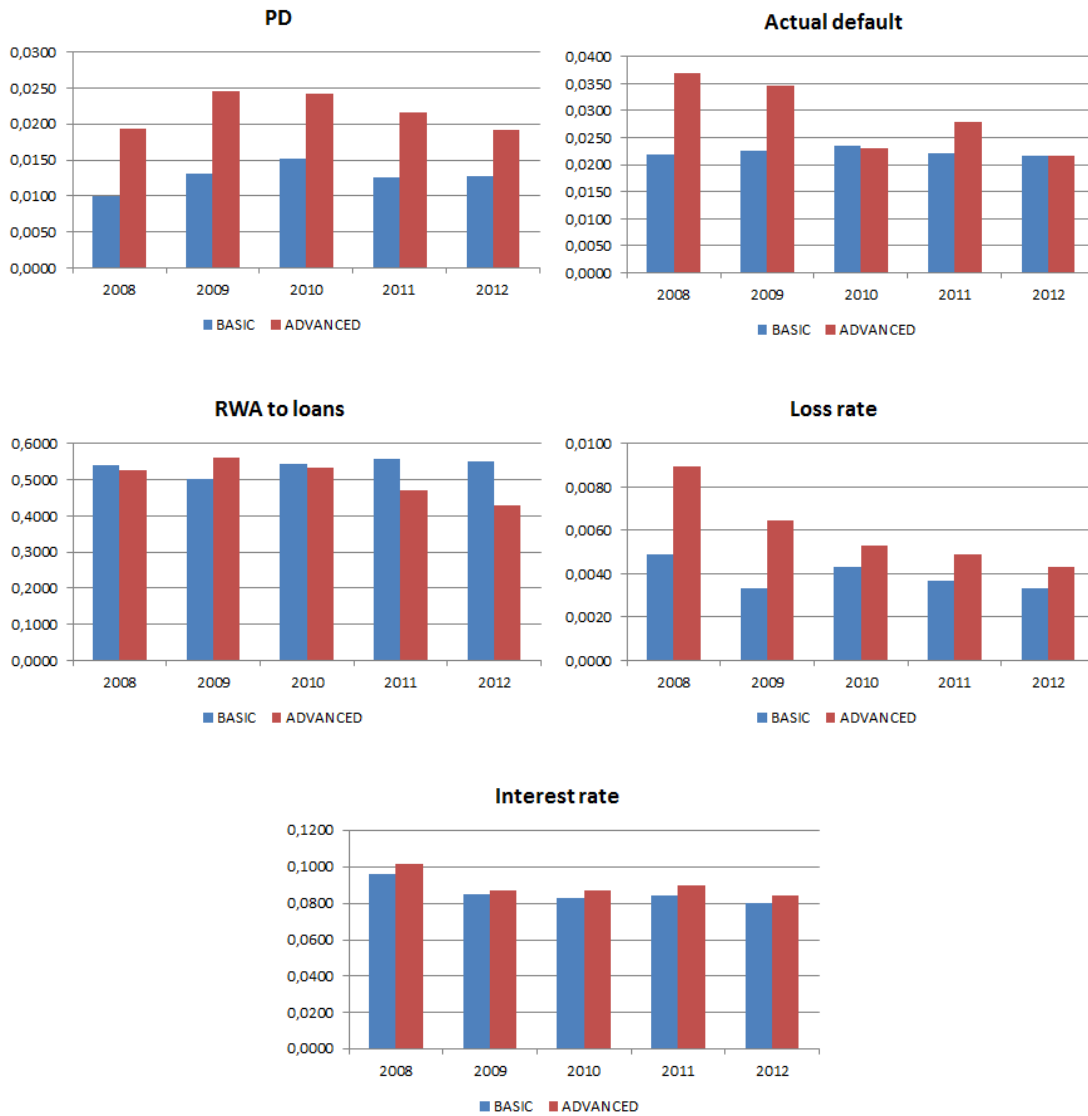 PD
0,0300
0,0250
0,0200
0,0150
0,0100
0,0050
0,0000
2008 2009 2010 2011 2012
BASIC ADVANCED
Actual default
0,0400
0,0350
0,0300
0,0250
0,0200
0,0150
0,0100
0,0050
0,0000
2008 2009 2010 2011 2012
BASIC ADVANCED
RWA to loans
0,6000
0,5000
0,4000
0,3000
0,2000
0,1000
0,0000
2008 2009 2010 2011 2012
BASIC ADVANCED
Loss rate
0,0100
0,0080
0,0060
0,0040
0,0020
0,0000
2008 2009 2010 2011 2012
BASIC ADVANCED
Interest rate
0,1200
0,1000
0,0800
0,0600
0,0400
0,0200
0,0000
2008 2009 2010 2011 2012
BASIC ADVANCED